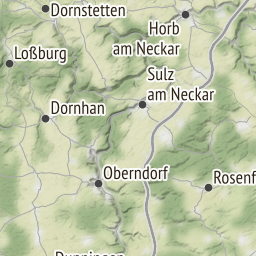 Dornstetten
Horb
am Neckar
Loßburg
Sulz
am Neckar
Dornhan
Oberndorf
Rosenf